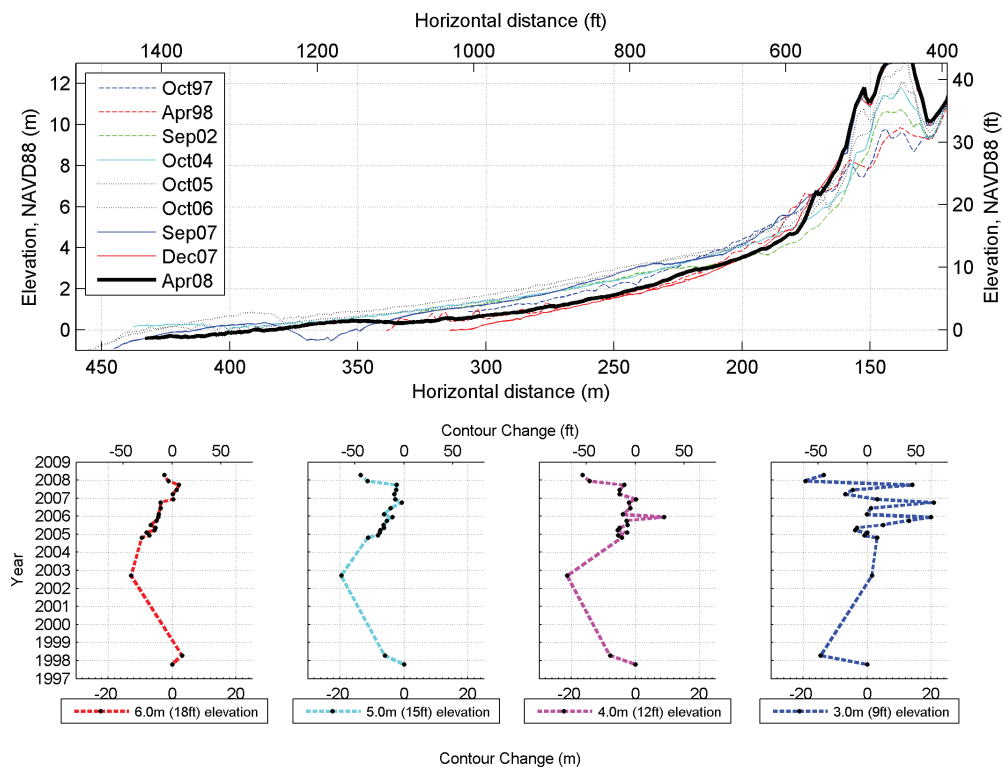 Horizontal distance (ft)
1400 1200 1000 800 600 400
Elevation, NAVD88 (m)
12
10
8
6
4
2
0
Oct97
Apr98
Sep02
Oct04
Oct05
Oct06
Sep07
Dec07
Apr08
40
30
20
10
0
Elevation, NAVD88 (ft)
450 400 350 300 250 200 150
Horizontal distance (m)
Contour Change (ft)
-50 0 50 -50 0 50 -50 0 50 -50 0 50
Year
2009
2008
2007
2006
2005
2004
2003
2002
2001
2000
1999
1998
1997
-20 0 20 -20 0 20 -20 0 20 -20 0 20
6.0m (18ft) elevation
5.0m (15ft) elevation
4.0m (12ft) elevation
3.0m (9ft) elevation
Contour Change (m)